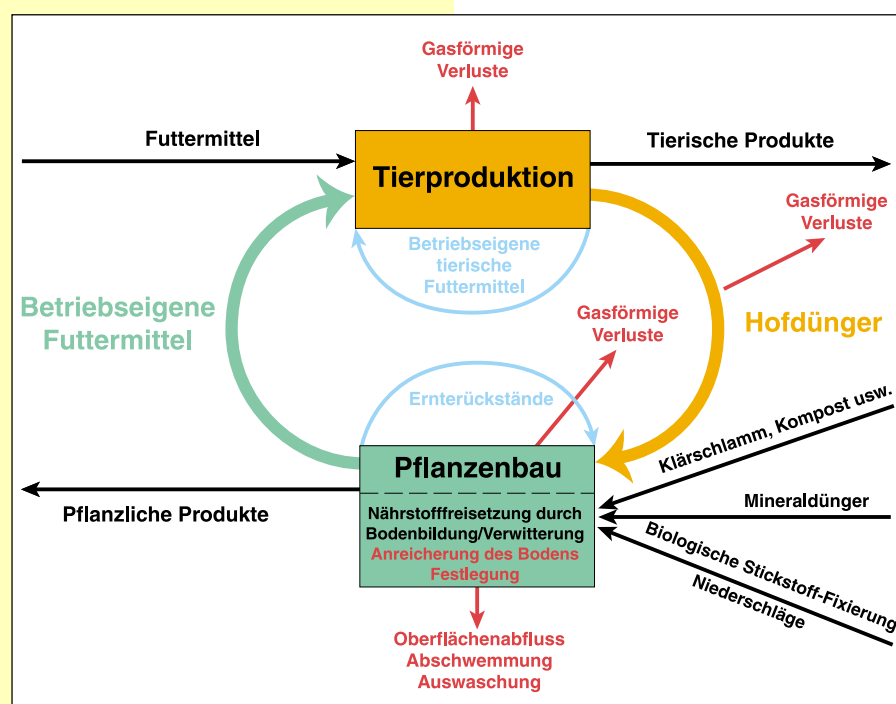 Gasförmige
Verluste
Futtermittel
Tierische Produkte
Tierproduktion
Gasförmige
Verluste
Betriebseigene
tierische
Futtermittel
Betriebseigene
Futtermittel
Gasförmige
Verluste
Hofdünger
Ernterückstände
Klärschlamm, Kompost usw.
Pflanzenbau
Mineraldünger
Pflanzliche Produkte
Nährstofffreisetzung durch
Bodenbildung/Verwitterung
Anreicherung des Bodens
Festlegung
Biologische Stickstoff-Fixierung
Niederschläge
Oberflächenabfluss
Abschwemmung
Auswaschung